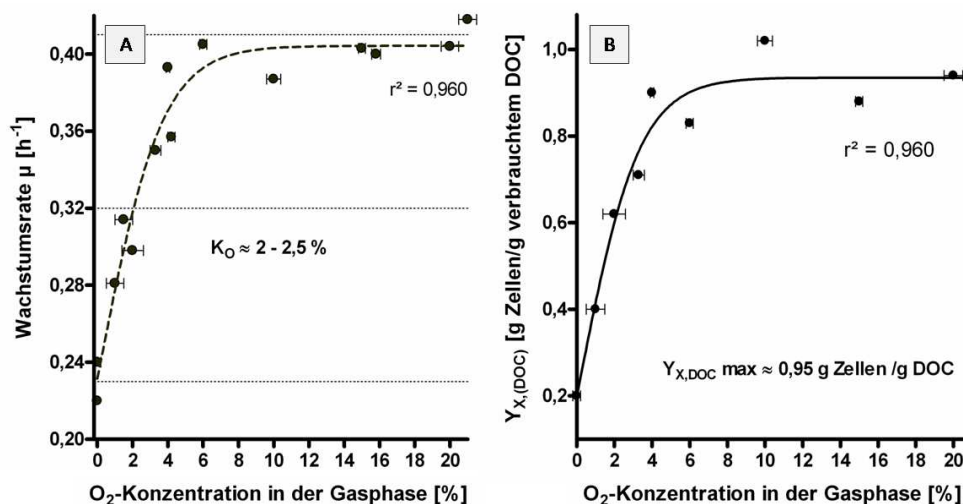 A
0,40
0,36
0,32
0,28
0,24
0,20
Wachstumsrate µ [h⁻¹]
r² = 0,960
K_O ≈ 2 - 2,5 %
0 2 4 6 8 10 12 14 16 18 20
O₂-Konzentration in der Gasphase [%]
B
1,0
0,8
0,6
0,4
0,2
Y_X,(DOC) [g Zellen/g verbrauchtem DOC]
r² = 0,960
Y_X,DOC max ≈ 0,95 g Zellen /g DOC
0 2 4 6 8 10 12 14 16 18 20
O₂-Konzentration in der Gasphase [%]